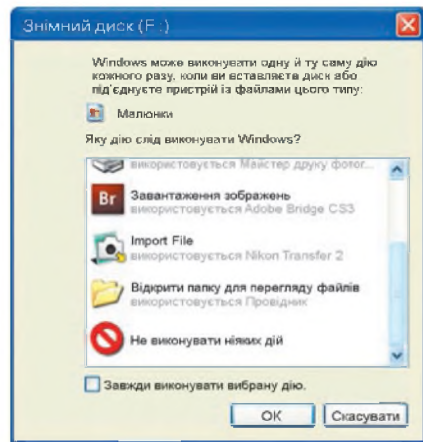 Знімний диск (F:)
Windows може виконувати одну й ту саму дію
кожного разу, коли ви вставляєте диск або
під'єднуєте пристрій із файлами цього типу:
Малюнки
Яку дію слід виконувати Windows?
використовується Майстер друку фотог...
Br Завантаження зображень
використовується Adobe Bridge CS3
Import File
використовується Nikon Transfer 2
Відкрити папку для перегляду файлів
використовується Провідник
Не виконувати ніяких дій
Завжди виконувати вибрану дію.
ОК Скасувати